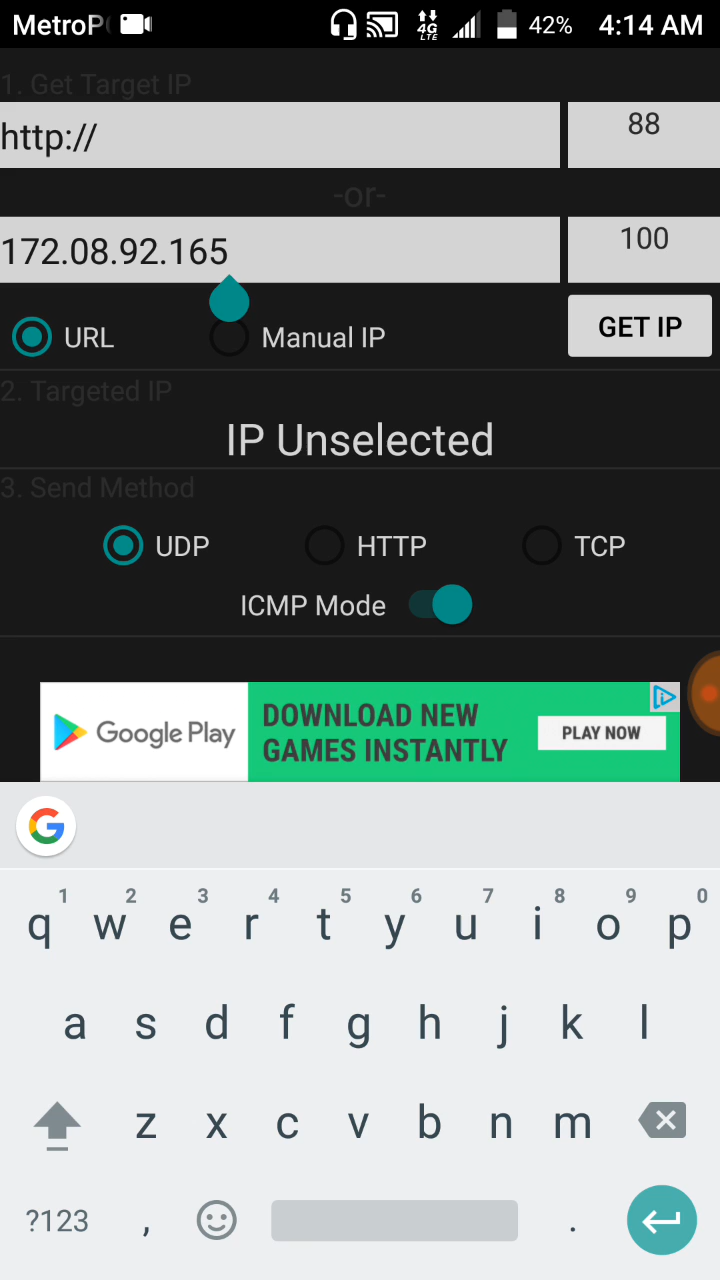 MetroP 42% 4:14 AM
4G
LTE
1. Get Target IP
http:// 88
-or-
172.08.92.165 100
URL Manual IP GET IP
2. Targeted IP
IP Unselected
3. Send Method
UDP HTTP TCP
ICMP Mode
Google Play DOWNLOAD NEW
GAMES INSTANTLY PLAY NOW
G
1 2 3 4 5 6 7 8 9 0
q w e r t y u i o p
a s d f g h j k l
z x c v b n m
?123 , .